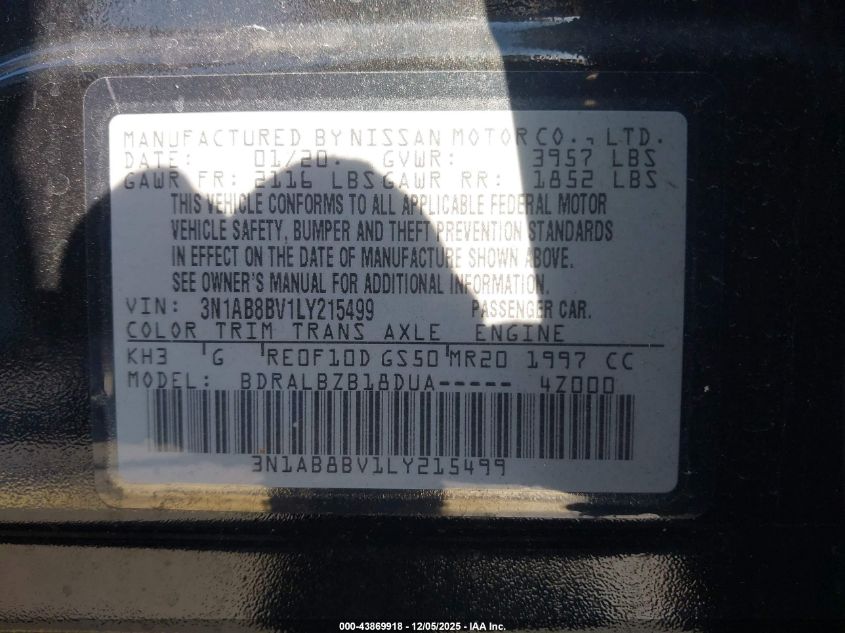 MANUFACTURED BY NISSAN MOTOR CO., LTD.
DATE: 01/20. GVWR: 3957 LBS
GAWR FR: 2116 LBS GAWR RR: 1852 LBS
THIS VEHICLE CONFORMS TO ALL APPLICABLE FEDERAL MOTOR
VEHICLE SAFETY, BUMPER AND THEFT PREVENTION STANDARDS
IN EFFECT ON THE DATE OF MANUFACTURE SHOWN ABOVE.
SEE OWNER'S MANUAL FOR ADDITIONAL INFORMATION.
VIN: 3N1AB8BV1LY215499 PASSENGER CAR.
COLOR TRIM TRANS AXLE ENGINE
KH3 'G 'RE0F10D GS50'MR20 1997 CC
MODEL: BDRALBZB18DUA----- 4Z000
3N1AB8BV1LY215499
000-43869918 - 12/05/2025 - IAA Inc.